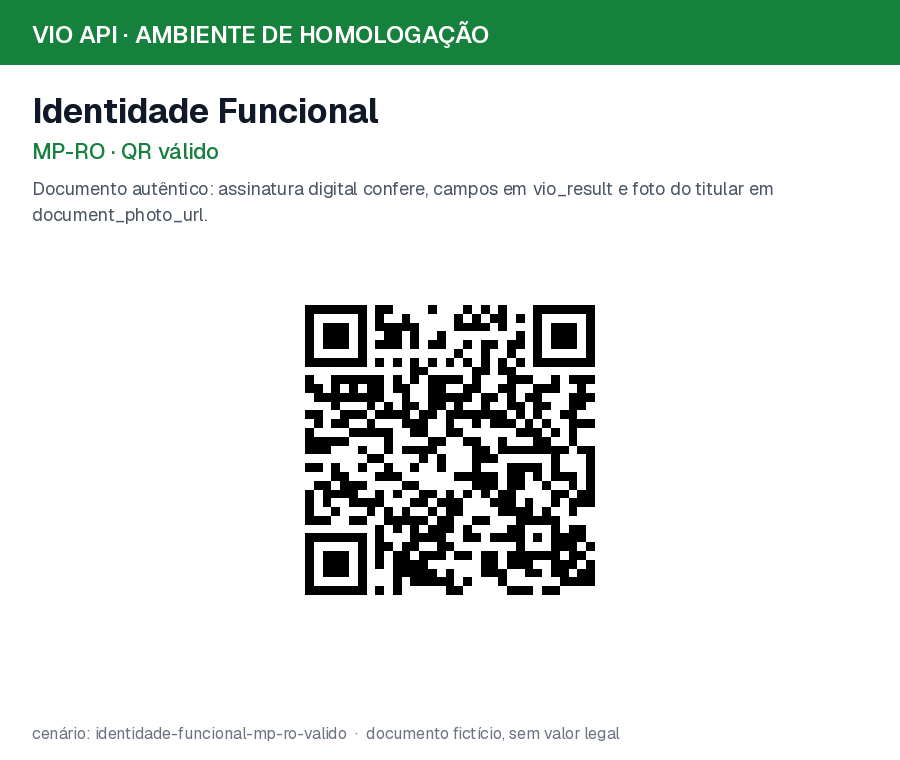 VIO API · AMBIENTE DE HOMOLOGAÇÃO
Identidade Funcional
MP-RO · QR válido
Documento autêntico: assinatura digital confere, campos em vio_result e foto do titular em
document_photo_url.
cenário: identidade-funcional-mp-ro-valido · documento fictício, sem valor legal